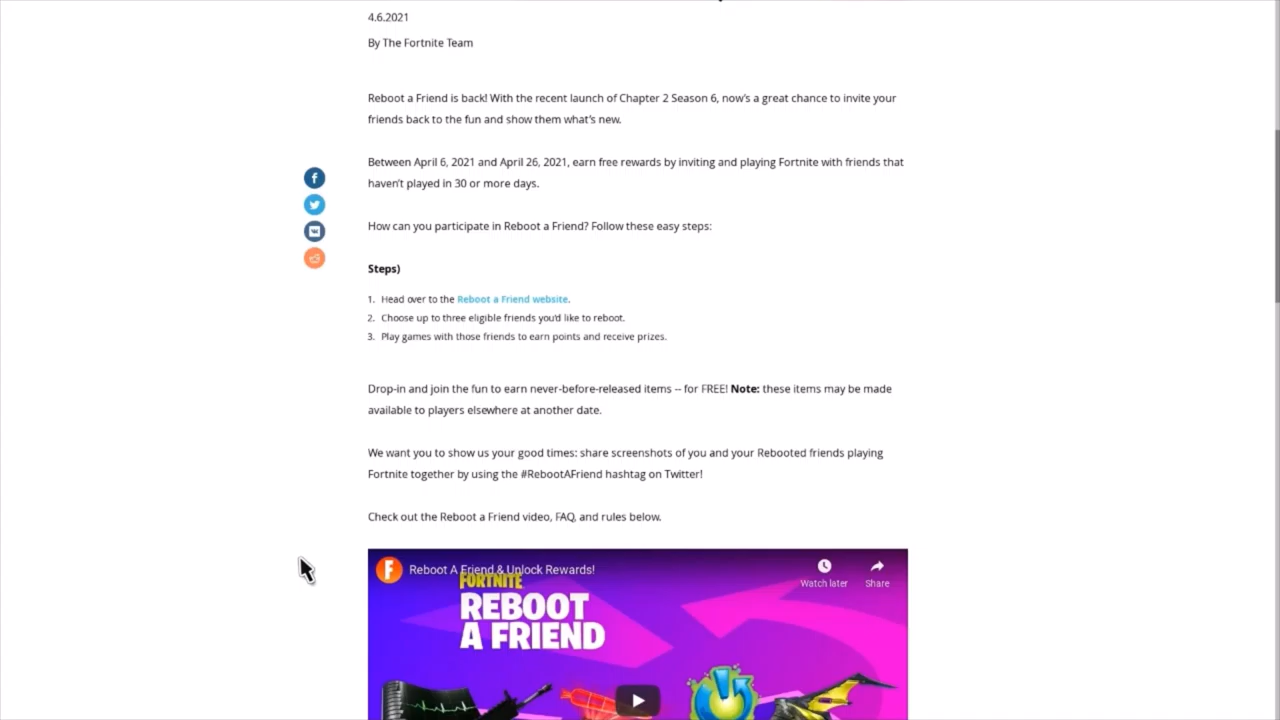 4.6.2021
By The Fortnite Team
Reboot a Friend is back! With the recent launch of Chapter 2 Season 6, now's a great chance to invite your
friends back to the fun and show them what's new.
Between April 6, 2021 and April 26, 2021, earn free rewards by inviting and playing Fortnite with friends that
haven't played in 30 or more days.
How can you participate in Reboot a Friend? Follow these easy steps:
Steps)
1. Head over to the Reboot a Friend website.
2. Choose up to three eligible friends you'd like to reboot.
3. Play games with those friends to earn points and receive prizes.
Drop-in and join the fun to earn never-before-released items -- for FREE! Note: these items may be made
available to players elsewhere at another date.
We want you to show us your good times: share screenshots of you and your Rebooted friends playing
Fortnite together by using the #RebootAFriend hashtag on Twitter!
Check out the Reboot a Friend video, FAQ, and rules below.
Reboot A Friend & Unlock Rewards!
Watch later
Share
FORTNITE
REBOOT
A FRIEND